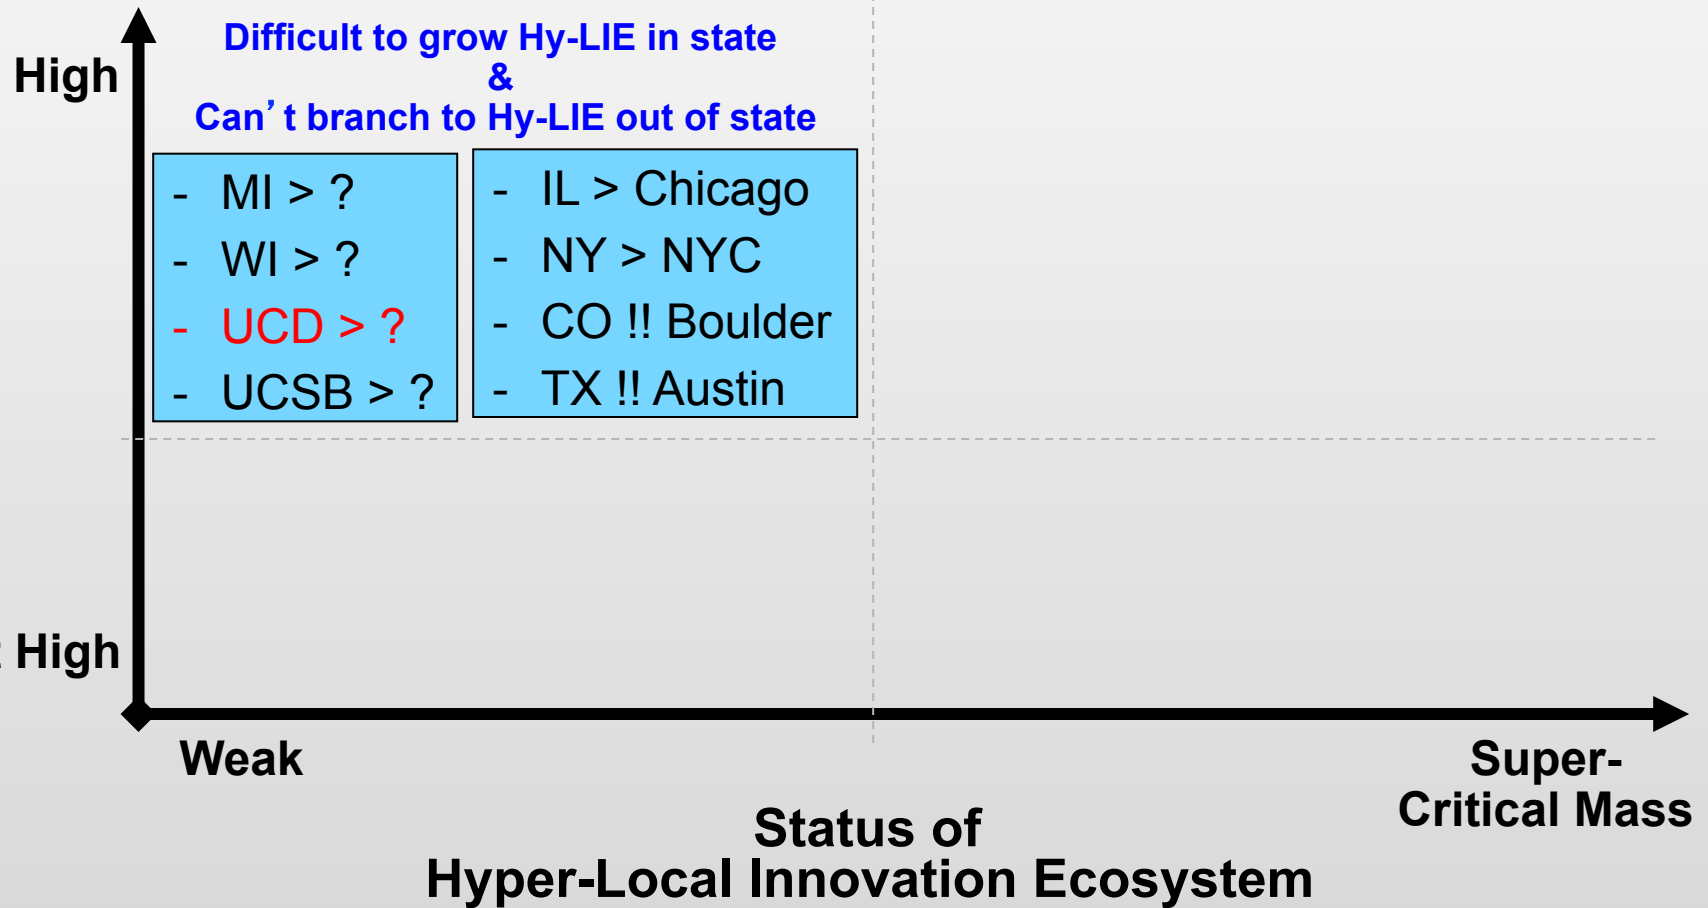 Difficult to grow Hy-LIE in state
&
Can't branch to Hy-LIE out of state
High
- MI > ?
- WI > ?
- UCD > ?
- UCSB > ?
- IL > Chicago
- NY > NYC
- CO !! Boulder
- TX !! Austin
High
Weak
Super-
Critical Mass
Status of
Hyper-Local Innovation Ecosystem